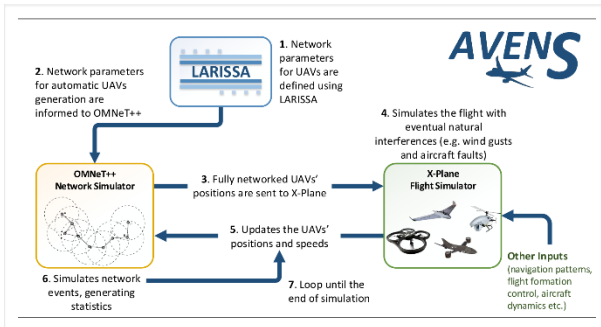 AVENS
LARISSA
1. Network
parameters
for UAVs are
defined using
LARISSA
2. Network parameters
for automatic UAVs
generation are
informed to OMNeT++
4. Simulates the flight with
eventual natural
interferences (e.g. wind gusts
and aircraft faults)
OMNeT++
Network Simulator
3. Fully networked UAVs'
positions are sent to X-Plane
X-Plane
Flight Simulator
5. Updates the UAVs'
positions and speeds
6. Simulates network
events, generating
statistics
7. Loop until the
end of simulation
Other Inputs
(navigation patterns,
flight formation
control, aircraft
dynamics etc.)